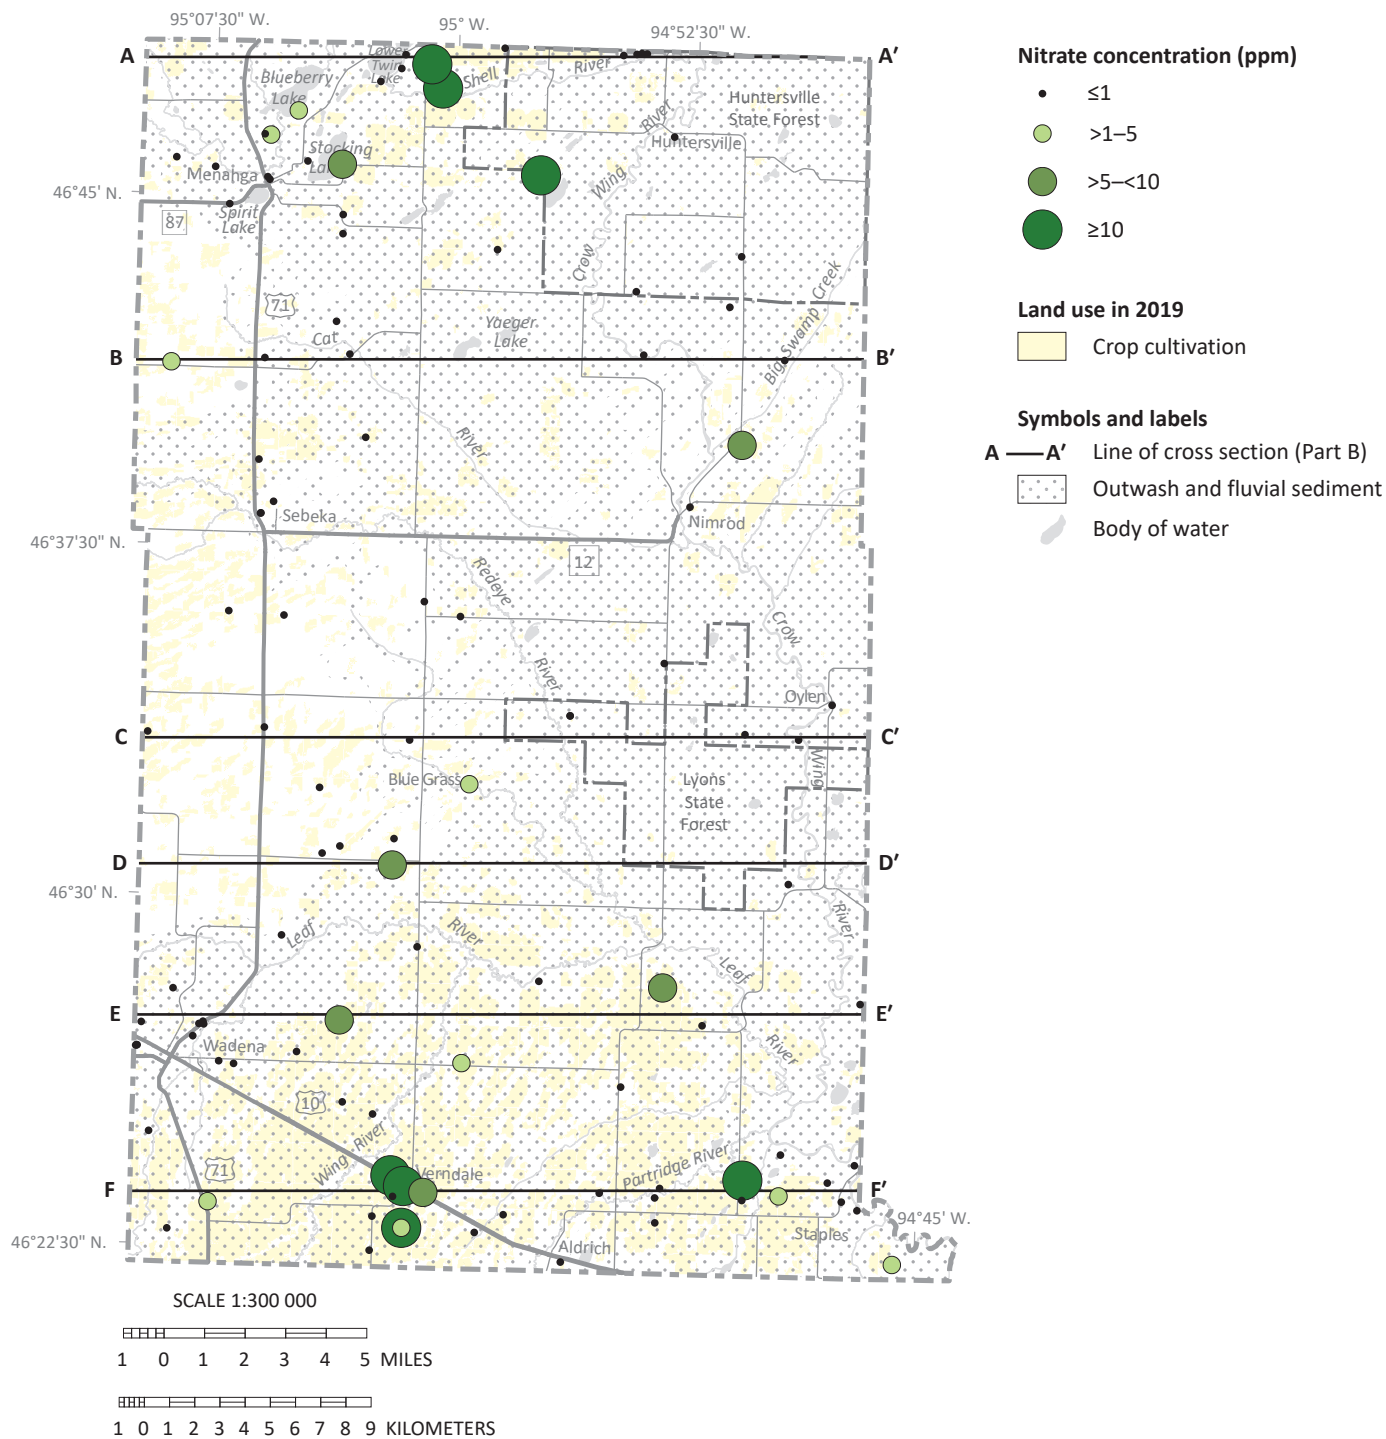 95°07'30" W.
95° W.
94°52'30" W.
A
A′
Lower
Twin
Lake
Shell
River
Blueberry
Lake
Huntersville
State Forest
River
Huntersville
Stocking
Lake
Menahga
46°45' N.
Wing
Spirit
Lake
87
Crow
Big Swamp Creek
71
Cat
Yaeger
Lake
B
B′
River
Sebeka
Nimrod
46°37'30" N.
12
Redeye
Crow
River
Oylen
C
C′
Wing
Blue Grass
Lyons
State
Forest
D
D′
46°30' N.
Leaf
River
River
Leaf
E
E′
Wadena
River
10
Wing River
71
Verndale
Partridge River
F
F′
94°45' W.
Staples
46°22'30" N.
Aldrich
SCALE 1:300 000
1 0 1 2 3 4 5 MILES
1 0 1 2 3 4 5 6 7 8 9 KILOMETERS
Nitrate concentration (ppm)
≤1
>1–5
>5–<10
≥10
Land use in 2019
Crop cultivation
Symbols and labels
A A′ Line of cross section (Part B)
Outwash and fluvial sediment
Body of water